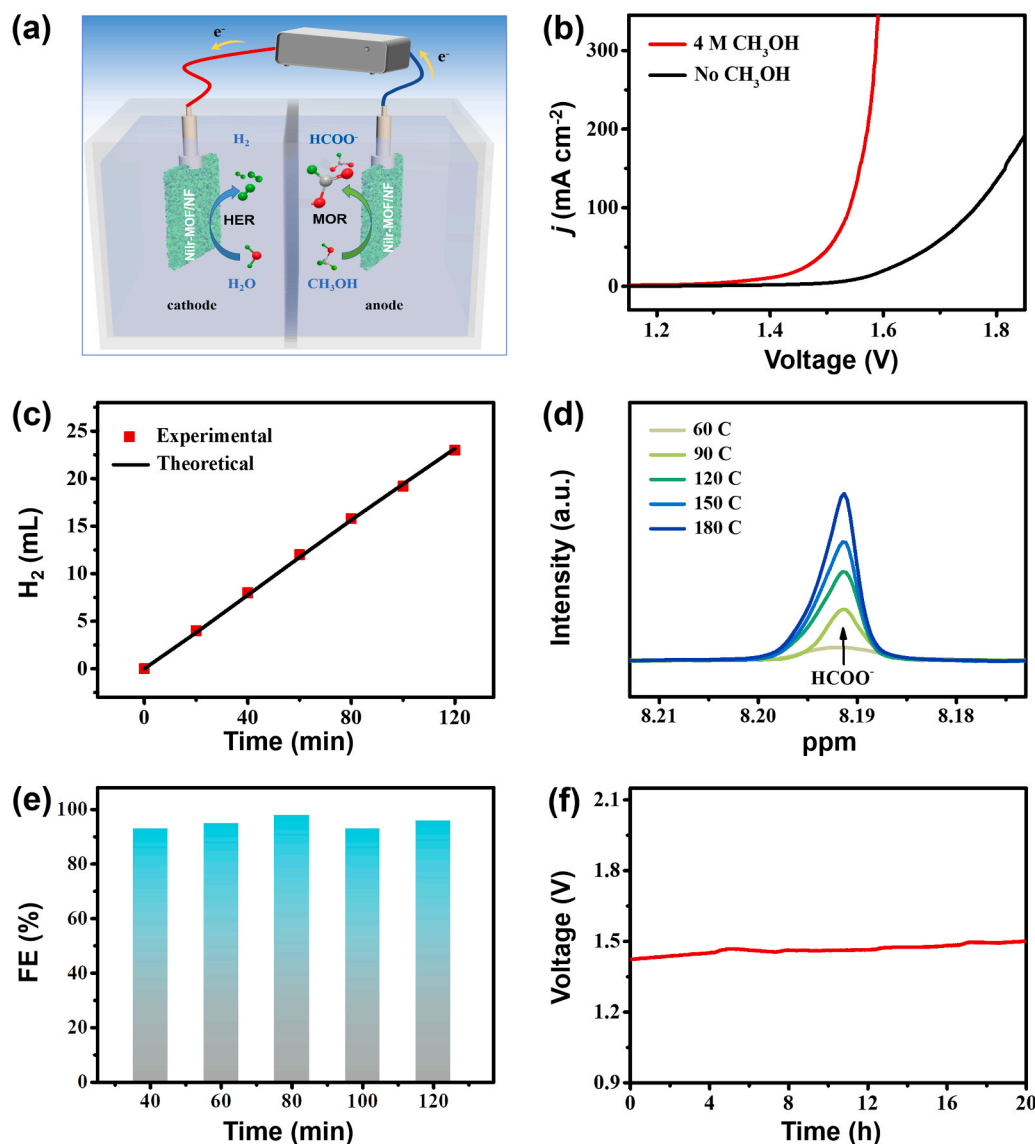 (a)
e⁻
e⁻
H₂
HCOO⁻
NiIr-MOF/NF
HER
MOR
NiIr-MOF/NF
H₂O
CH₃OH
cathode
anode
(b)
4 M CH₃OH
No CH₃OH
j (mA cm⁻²)
300
200
100
0
1.2 1.4 1.6 1.8
Voltage (V)
(c)
Experimental
Theoretical
H₂ (mL)
25
20
15
10
5
0
0 40 80 120
Time (min)
(d)
60 C
90 C
120 C
150 C
180 C
Intensity (a.u.)
HCOO⁻
8.21 8.20 8.19 8.18
ppm
(e)
FE (%)
100
80
60
40
20
0
40 60 80 100 120
Time (min)
(f)
Voltage (V)
2.1
1.8
1.5
1.2
0.9
0 4 8 12 16 20
Time (h)